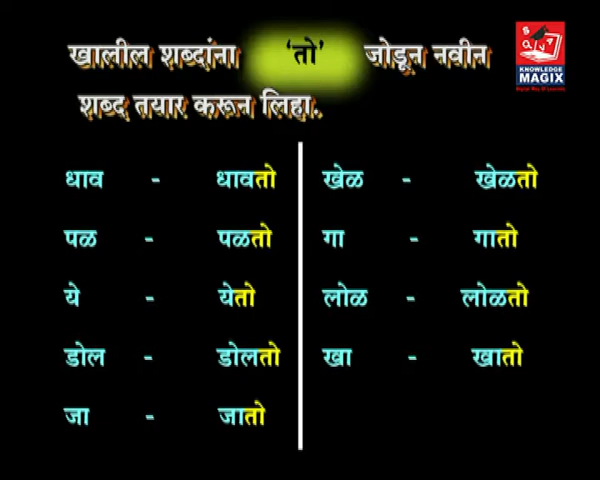 खालील शब्दांना 'तो' जोडून नवीन
शब्द तयार करून लिहा.
KNOWLEDGE
MAGIX
धाव - धावतो
पळ - पळतो
ये - येतो
डोल - डोलतो
जा - जातो
खेळ - खेळतो
गा - गातो
लोळ - लोळतो
खा - खातो